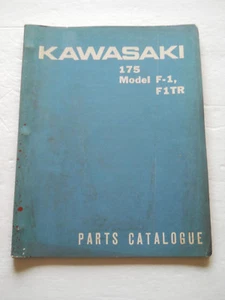 KAWASAKI
175
Model F-1,
F1TR
PARTS CATALOGUE